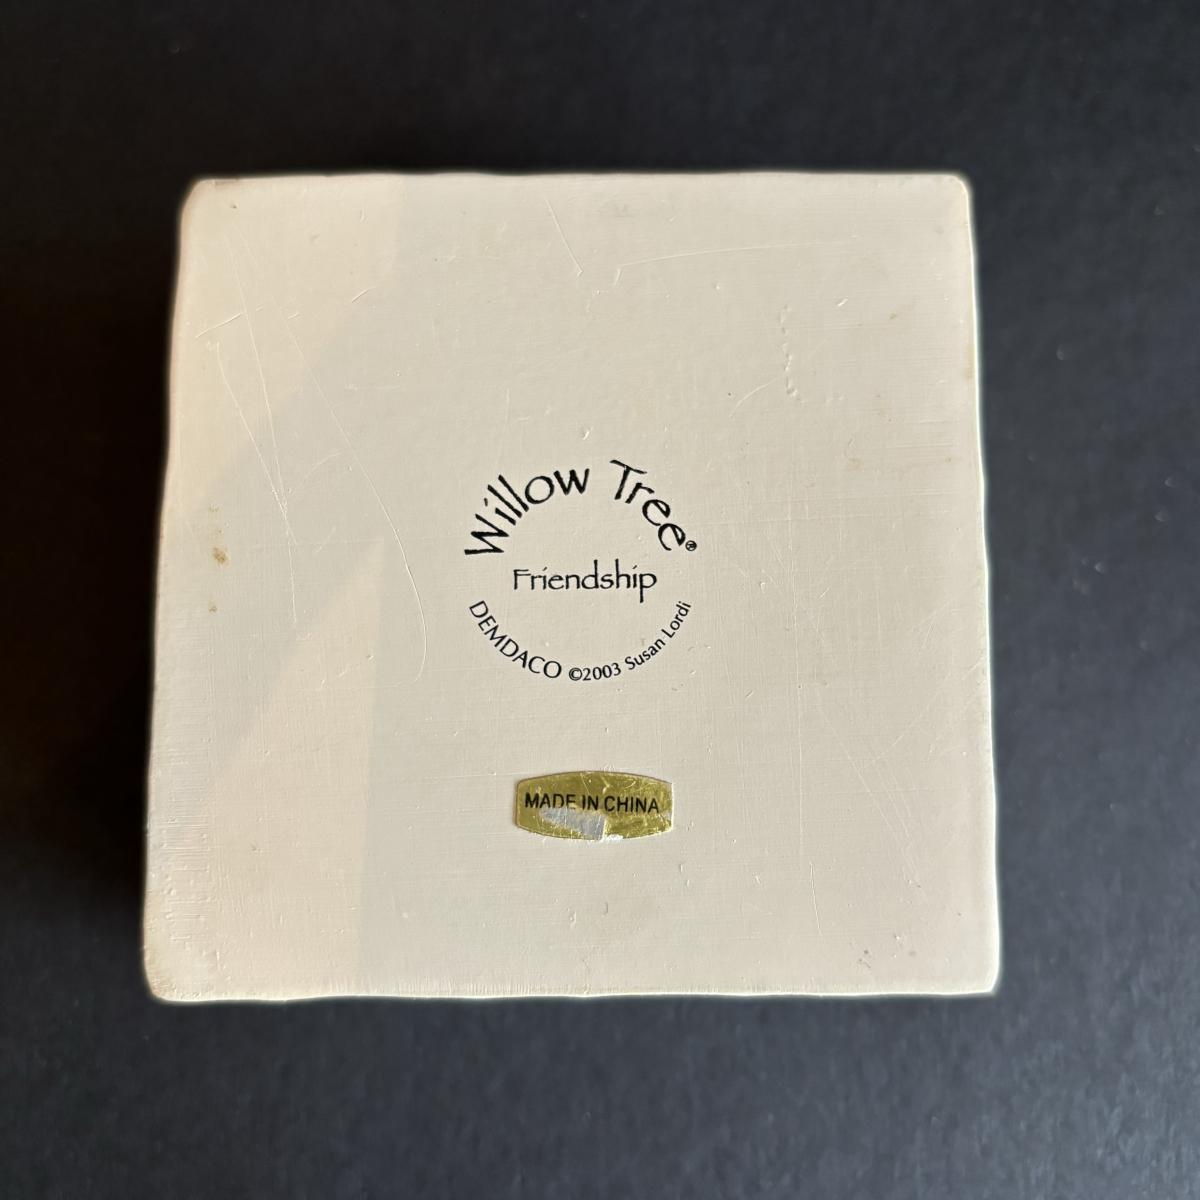 Willow Tree®
Friendship
DEMDACO ©2003 Susan Lordi
MADE IN CHINA